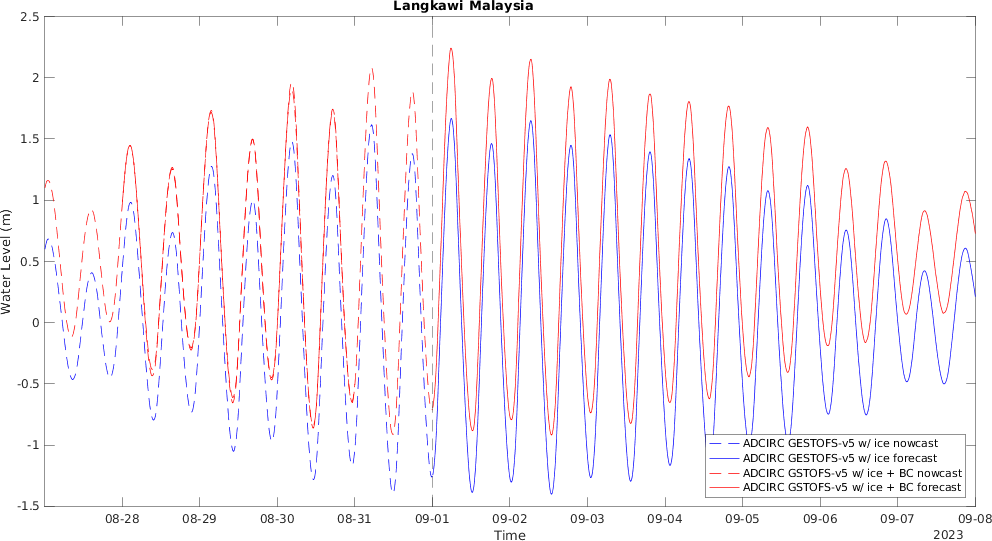 Langkawi Malaysia
2.5
2
1.5
1
0.5
0
-0.5
-1
-1.5
Water Level (m)
ADCIRC GESTOFS-v5 w/ ice nowcast
ADCIRC GESTOFS-v5 w/ ice forecast
ADCIRC GSTOFS-v5 w/ ice + BC nowcast
ADCIRC GSTOFS-v5 w/ ice + BC forecast
08-28 08-29 08-30 08-31 09-01 09-02 09-03 09-04 09-05 09-06 09-07 09-08
Time
2023